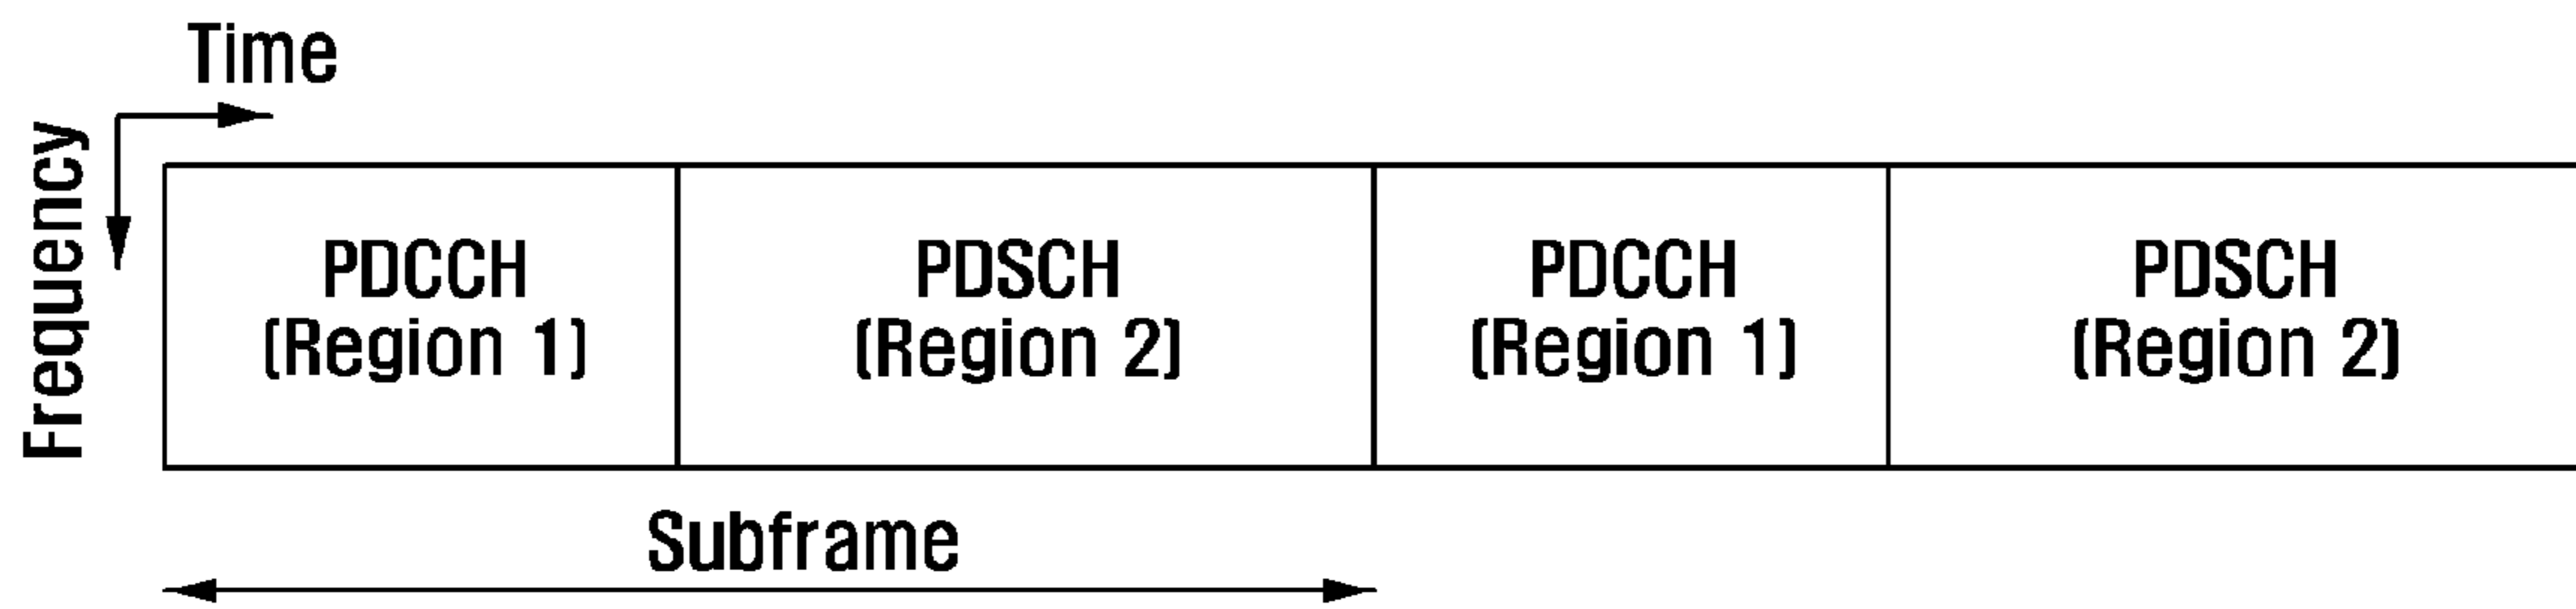 Time
Frequency
PDCCH
(Region 1)
PDSCH
(Region 2)
PDCCH
(Region 1)
PDSCH
(Region 2)
Subframe